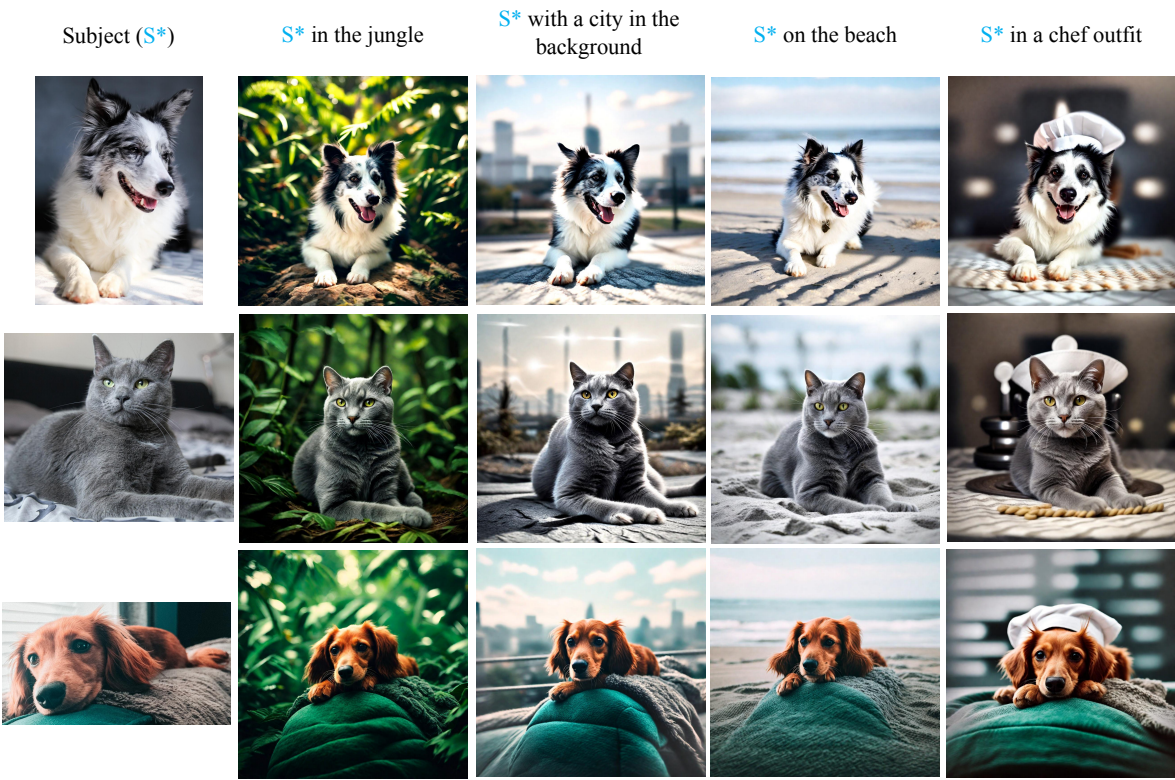 Subject (S*)
S* in the jungle
S* with a city in the
background
S* on the beach
S* in a chef outfit